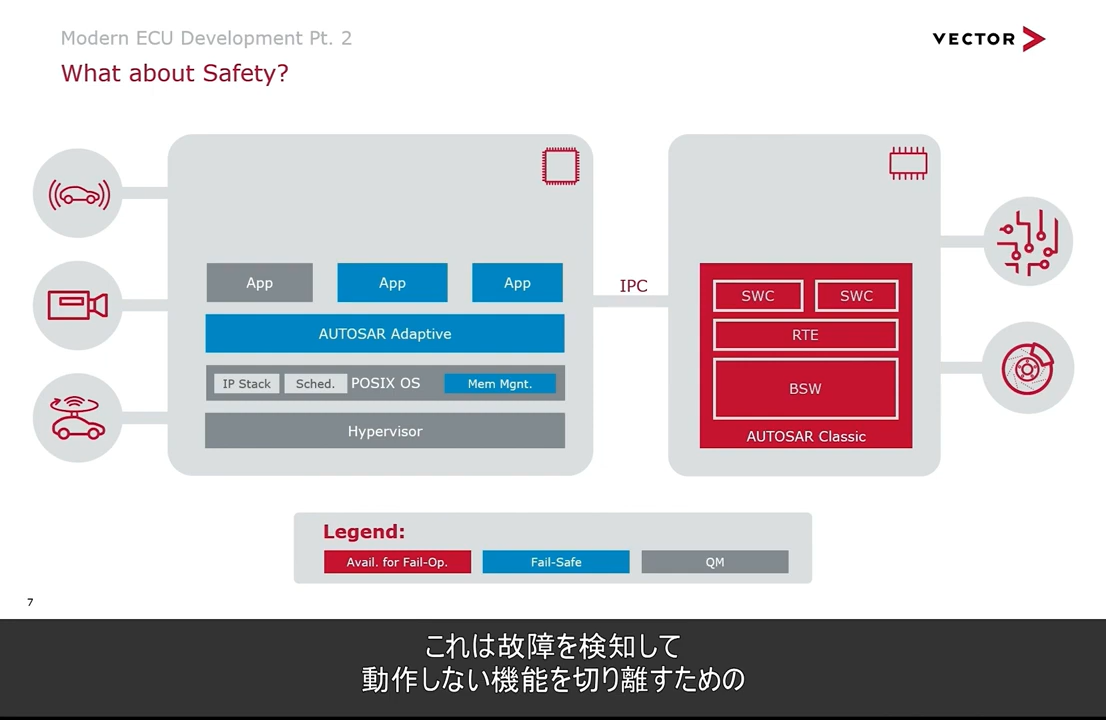 Modern ECU Development Pt. 2
VECTOR
What about Safety?
App
App
App
AUTOSAR Adaptive
IP Stack
Sched.
POSIX OS
Mem Mgnt.
Hypervisor
IPC
SWC
SWC
RTE
BSW
AUTOSAR Classic
Legend:
Avail. for Fail-Op.
Fail-Safe
QM
7
これは故障を検知して
動作しない機能を切り離すための